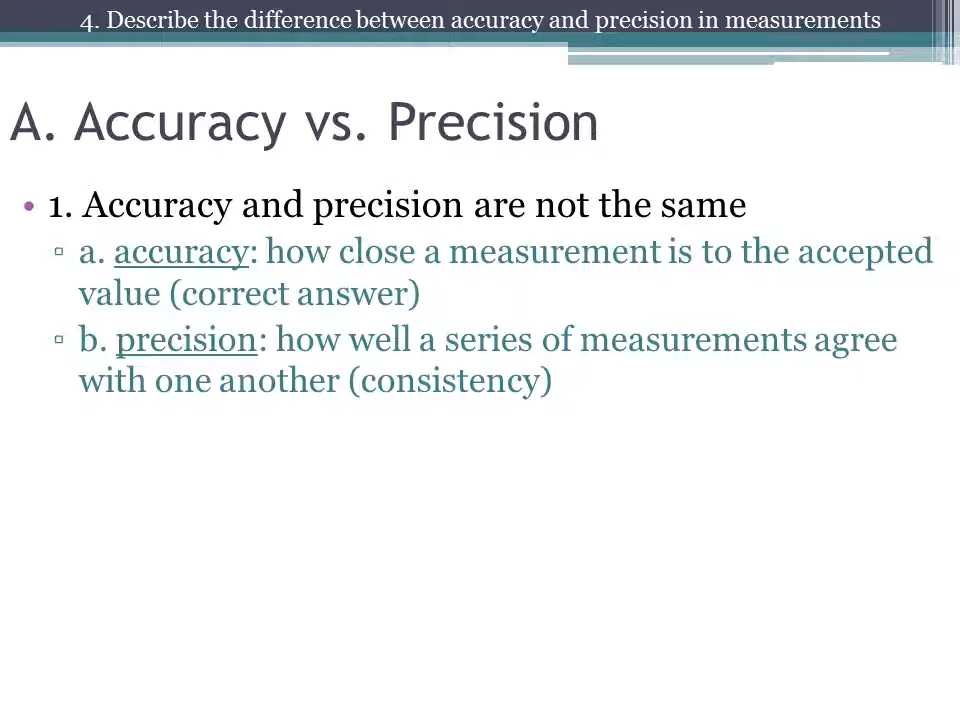 4. Describe the difference between accuracy and precision in measurements
A. Accuracy vs. Precision
• 1. Accuracy and precision are not the same
▫ a. accuracy: how close a measurement is to the accepted
value (correct answer)
▫ b. precision: how well a series of measurements agree
with one another (consistency)